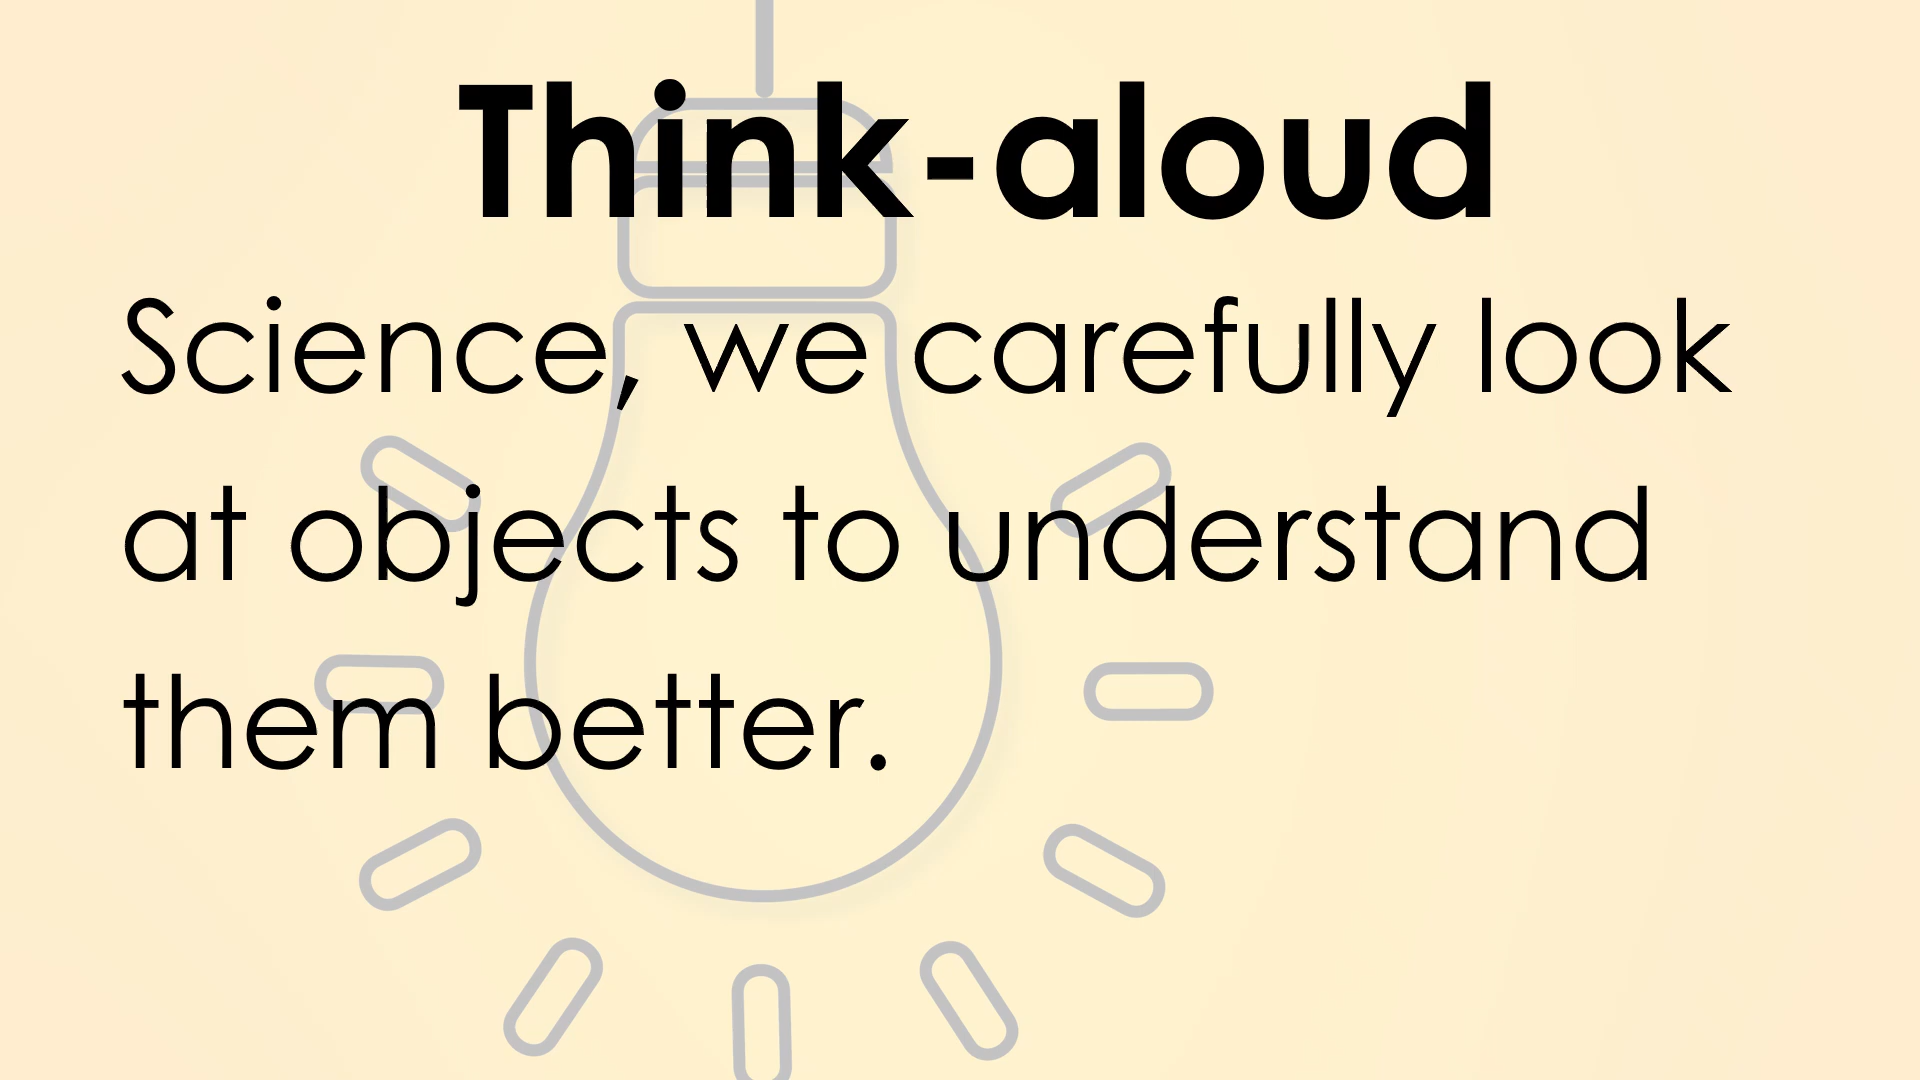 Think-aloud
Science, we carefully look
at objects to understand
them better.